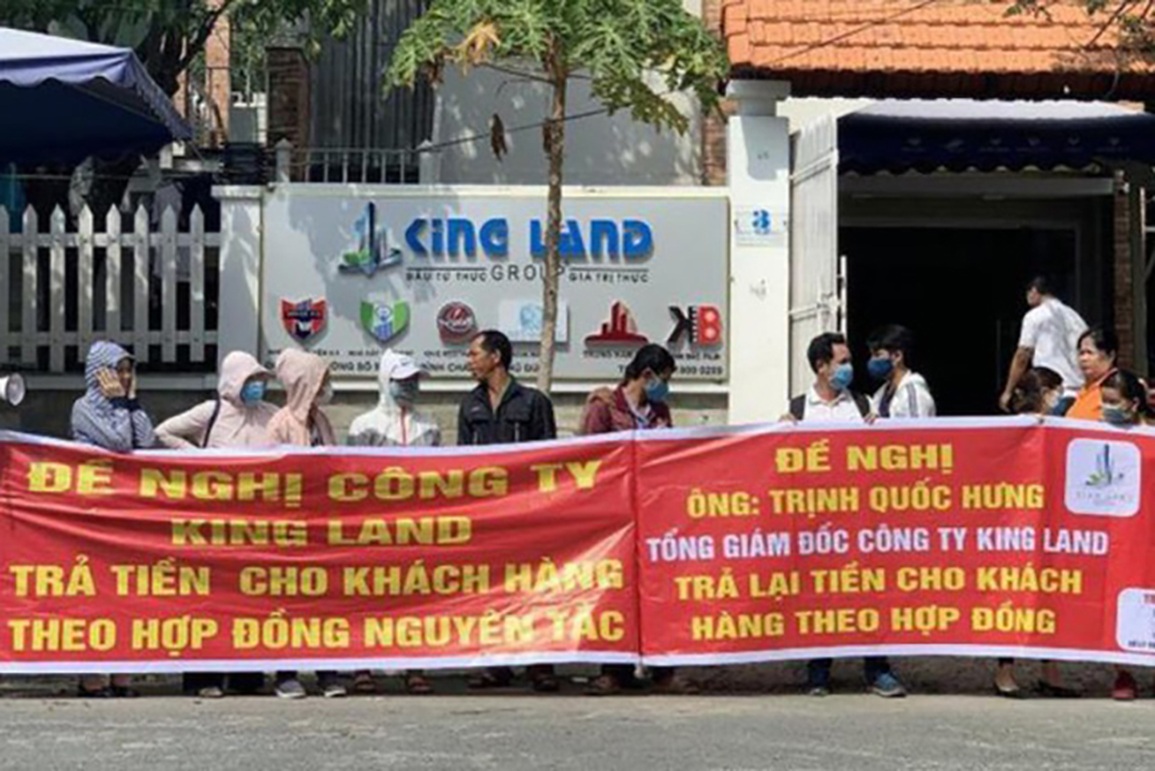 KING LAND
ĐẦU TƯ THỰC GROUP GIÁ TRỊ THỰC
3
ĐỀ NGHỊ CÔNG TY
KING LAND
TRẢ TIỀN CHO KHÁCH HÀNG
THEO HỢP ĐỒNG NGUYÊN TẮC
ĐỀ NGHỊ
ÔNG: TRỊNH QUỐC HƯNG
TỔNG GIÁM ĐỐC CÔNG TY KING LAND
TRẢ LẠI TIỀN CHO KHÁCH
HÀNG THEO HỢP ĐỒNG